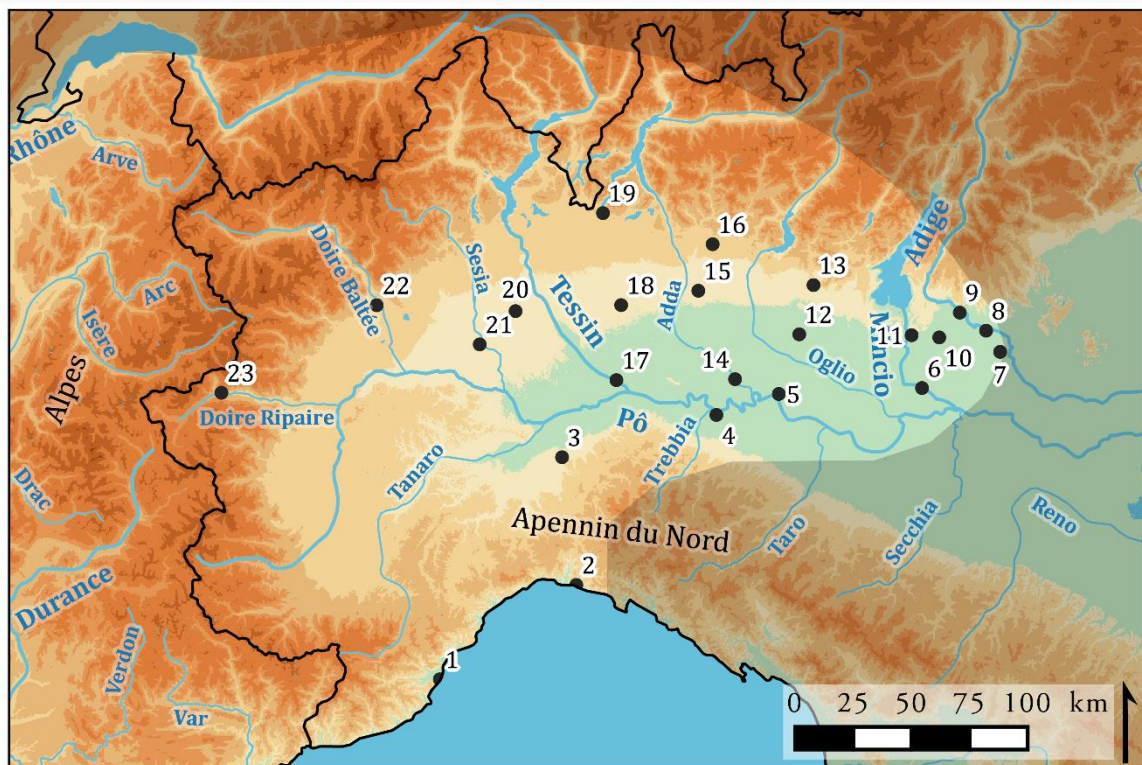 19
16
Rhône
Arve
Adige
Doire Baltée
Sesia
Tessin
Adda
15
13
9
8
22
20
18
Arc
Isère
21
12
11
10
7
Mincio
Oglio
Alpes
23
17
14
5
6
Doire Ripaire
Pô
4
3
Trebbia
Tanaro
Drac
Apennin du Nord
Taro
Secchia
Reno
Durance
2
Verdon
Var
1
0 25 50 75 100 km